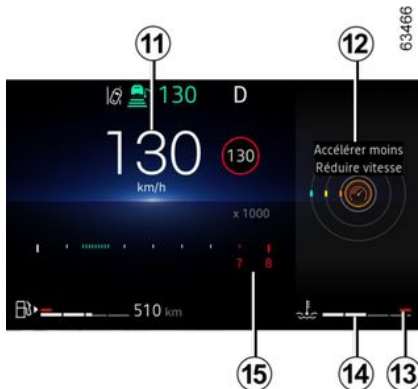 11
12
63466
130
D
130
km/h
130
Accélérer moins
Réduire vitesse
x 1000
7 8
510 km
15
14
13